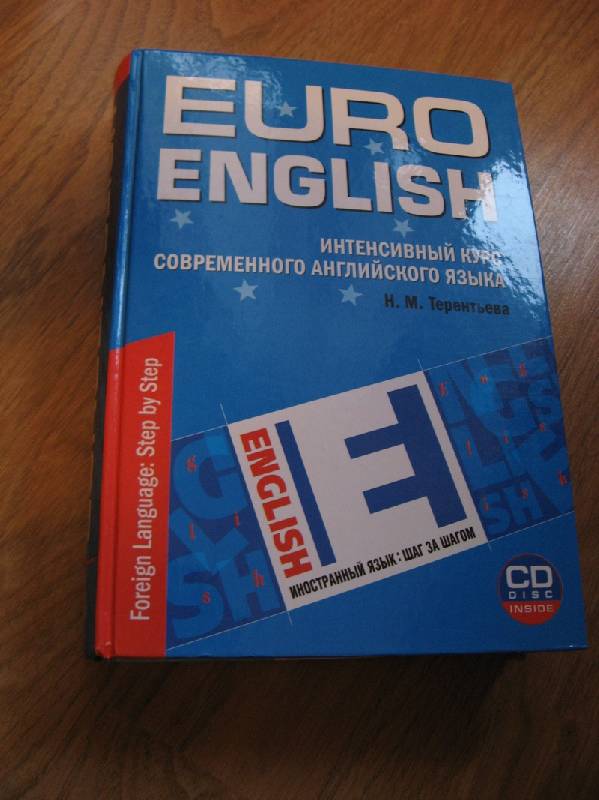 EURO
ENGLISH
ИНТЕНСИВНЫЙ КУРС
СОВРЕМЕННОГО АНГЛИЙСКОГО ЯЗЫКА
Н. М. Терентьева
Foreign Language: Step by Step
ENGLISH
E
ИНОСТРАННЫЙ ЯЗЫК: ШАГ ЗА ШАГОМ
CD
DISC
INSIDE